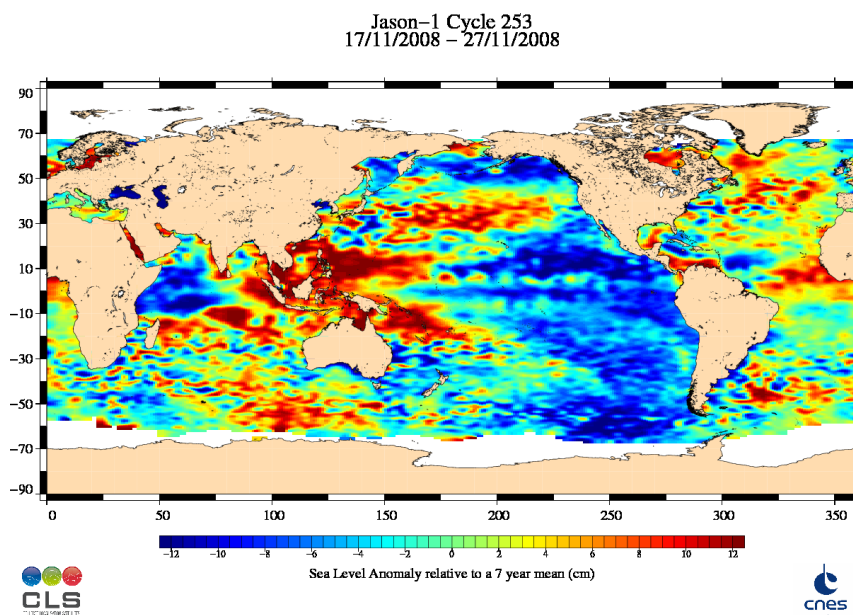 Jason-1 Cycle 253
17/11/2008 - 27/11/2008
90
70
50
30
10
-10
-30
-50
-70
-90
0 50 100 150 200 250 300 350
-12 -10 -8 -6 -4 -2 0 2 4 6 8 10 12
Sea Level Anomaly relative to a 7 year mean (cm)
CLS
cnes